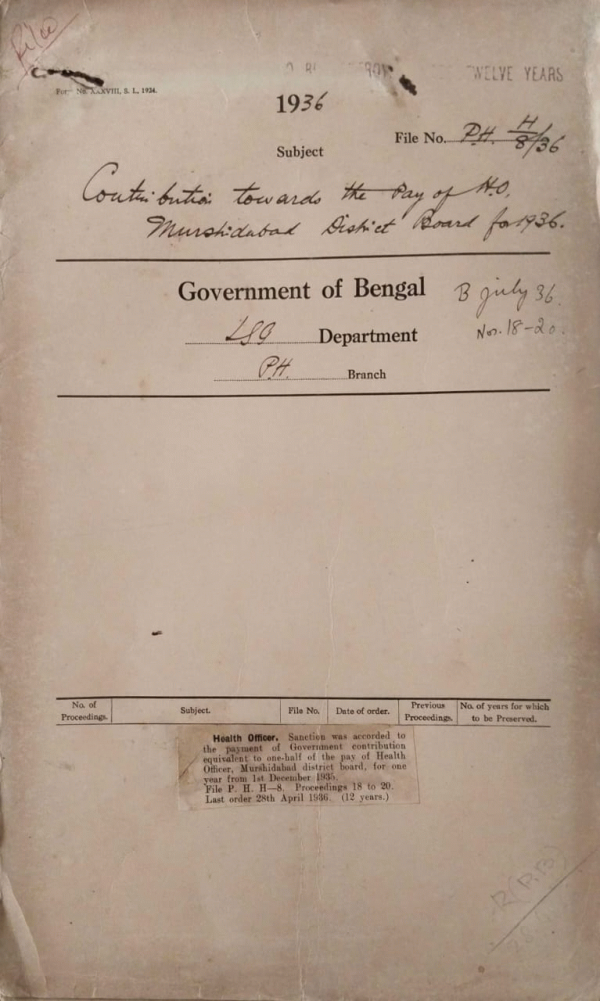 File
TWELVE YEARS
Form No. XXXVIII, S. L., 1934.
1936
File No. P.H. H/8/36
Subject
Contribution towards the Pay of H.O,
Murshidabad District Board for 1936.
Government of Bengal
B July 36.
LSG Department
Nos. 18-20.
P.H. Branch
No. of Proceedings. Subject. File No. Date of order. Previous Proceedings. No. of years for which to be Preserved.
Health Officer. Sanction was accorded to
the payment of Government contribution
equivalent to one-half of the pay of Health
Officer, Murshidabad district board, for one
year from 1st December 1935.
File P. H. H—8. Proceedings 18 to 20.
Last order 28th April 1936. (12 years.)
R(RB)